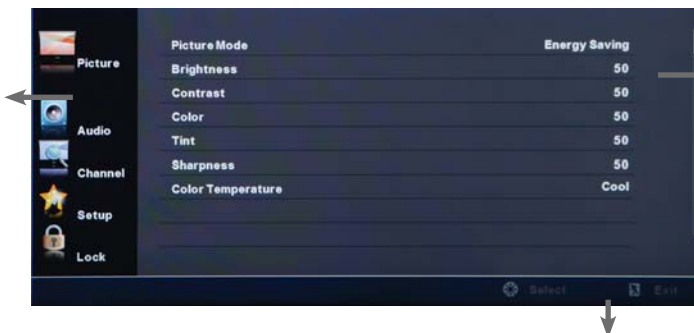 Picture
Audio
Channel
Setup
Lock
Picture Mode Energy Saving
Brightness 50
Contrast 50
Color 50
Tint 50
Sharpness 50
Color Temperature Cool
Select Exit